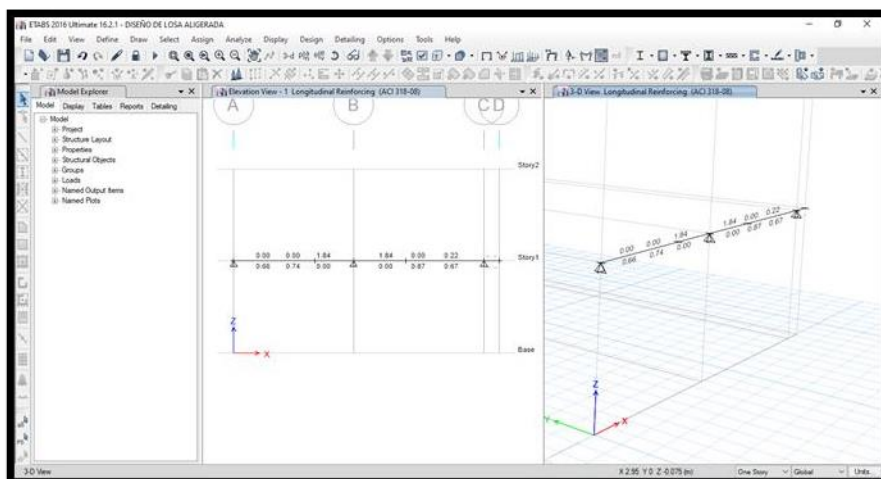 ETABS 2016 Ultimate 16.2.1 - DISEÑO DE LOSA ALIGERADA
File Edit View Define Draw Select Assign Analyze Display Design Detailing Options Tools Help
Model Explorer
Model Display Tables Reports Detailing
Model
Project
Structure Layout
Properties
Structural Objects
Groups
Loads
Named Output Items
Named Plots
Elevation View - 1 Longitudinal Reinforcing (ACI 318-08)
A B C D
Story2
0.00 0.00 1.84 1.84 0.00 0.22
Story1
0.66 0.74 0.00 0.00 0.87 0.67
Z
X
Base
3-D View Longitudinal Reinforcing (ACI 318-08)
0.00 0.00 1.84 1.84 0.00 0.22
0.66 0.74 0.00 0.00 0.87 0.67
Z
Y
X
3-D View
X 2.95 Y 0 Z -0.075 (m)
One Story
Global
Units...